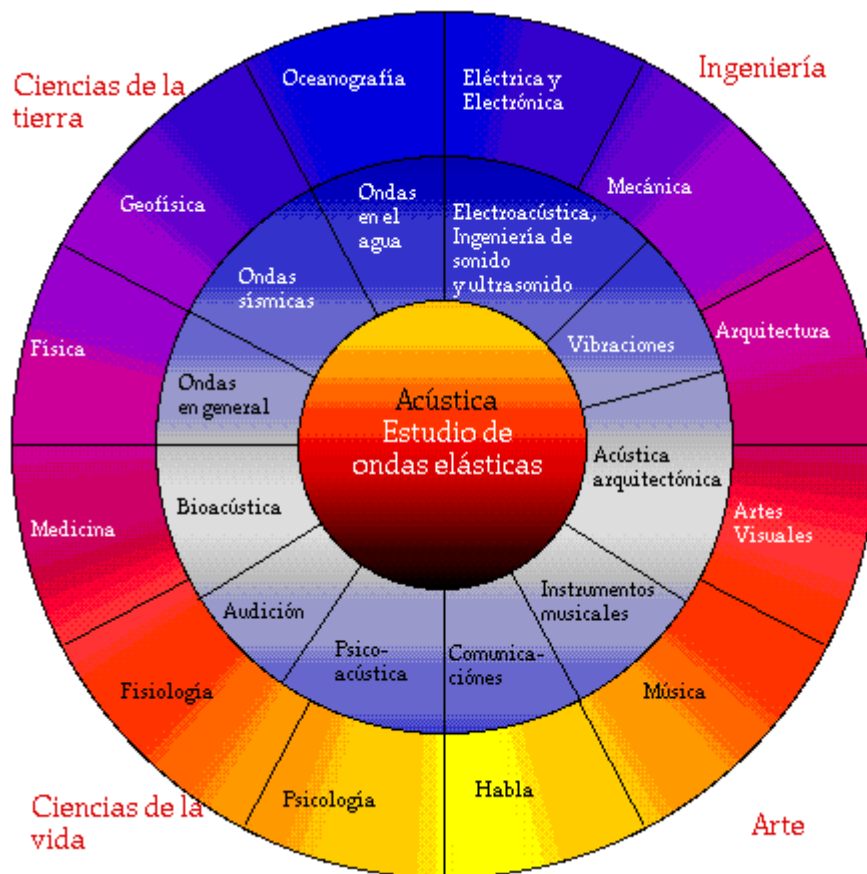 Ciencias de la
tierra
Ingeniería
Oceanografía
Eléctrica y
Electrónica
Geofísica
Mecánica
Física
Arquitectura
Medicina
Artes
Visuales
Fisiología
Música
Psicología
Habla
Ondas
en el
agua
Electroacústica,
Ingeniería de
sonido
y ultrasonido
Ondas
sísmicas
Vibraciones
Ondas
en general
Acústica
arquitectónica
Bioacústica
Audición
Instrumentos
musicales
Psico-
acústica
Comunica-
ciónes
Acústica
Estudio de
ondas elásticas
Ciencias de la
vida
Arte